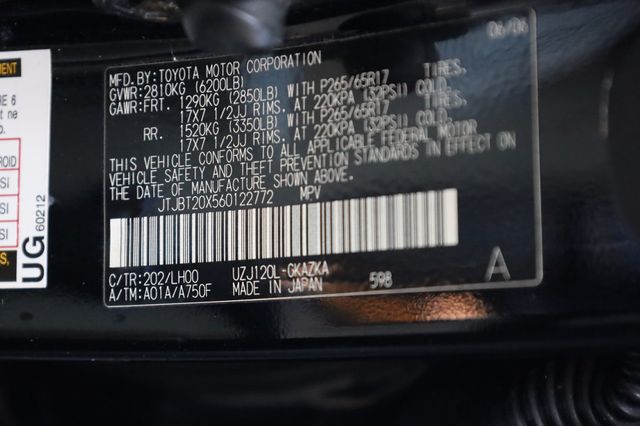 06/06
MFD. BY: TOYOTA MOTOR CORPORATION
GVWR: 2810KG (6200LB)
GAWR: FRT. 1290KG (2850LB) WITH P265/65R17 TIRES.
17X7 1/2JJ RIMS. AT 220KPA (32PSI) COLD.
RR. 1520KG (3350LB) WITH P265/65R17 TIRES.
17X7 1/2JJ RIMS. AT 220KPA (32PSI) COLD.
THIS VEHICLE CONFORMS TO ALL APPLICABLE FEDERAL MOTOR
VEHICLE SAFETY AND THEFT PREVENTION STANDARDS IN EFFECT ON
THE DATE OF MANUFACTURE SHOWN ABOVE.
JTJBT20X560122772 MPV
C/TR: 202/LH00 UZJ120L-GKAZKA
A/TM: A01A/A750F MADE IN JAPAN 598
A
UG
60212